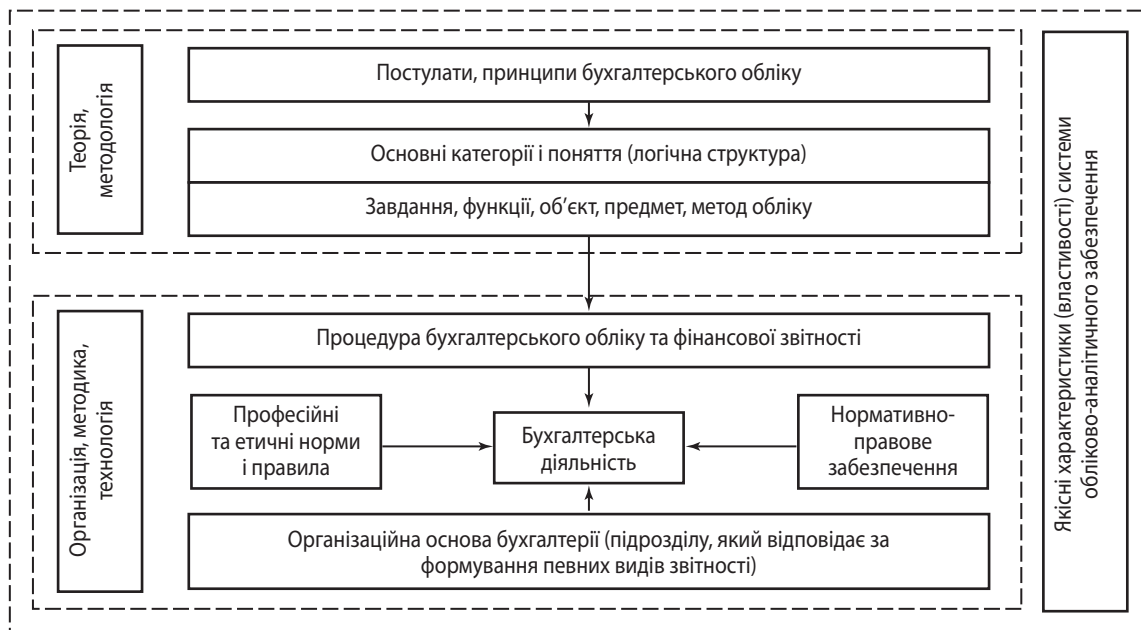 Теорія,
методологія
Постулати, принципи бухгалтерського обліку
Основні категорії і поняття (логічна структура)
Завдання, функції, об’єкт, предмет, метод обліку
Організація, методика,
технологія
Процедура бухгалтерського обліку та фінансової звітності
Професійні
та етичні норми
і правила
Бухгалтерська
діяльність
Нормативно-
правове
забезпечення
Організаційна основа бухгалтерії (підрозділу, який відповідає за
формування певних видів звітності)
Якісні характеристики (властивості) системи
обліково-аналітичного забезпечення